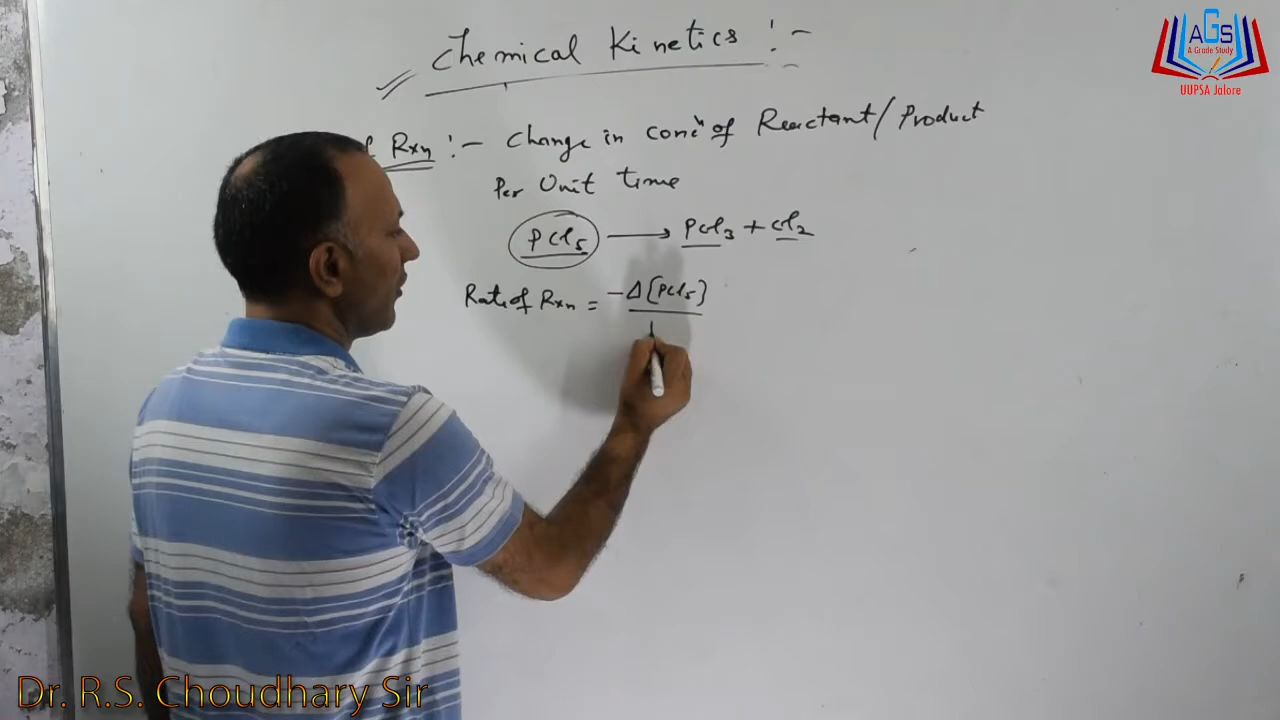 Chemical Kinetics :-
AGS
A Grade Study
UUPSA Jalore
of Rxn :- Change in concn of Reactant/Product
Per Unit time
PCl5 → PCl3 + Cl2
Rate of Rxn = -Δ[PCl5]
Dr. R.S. Choudhary Sir